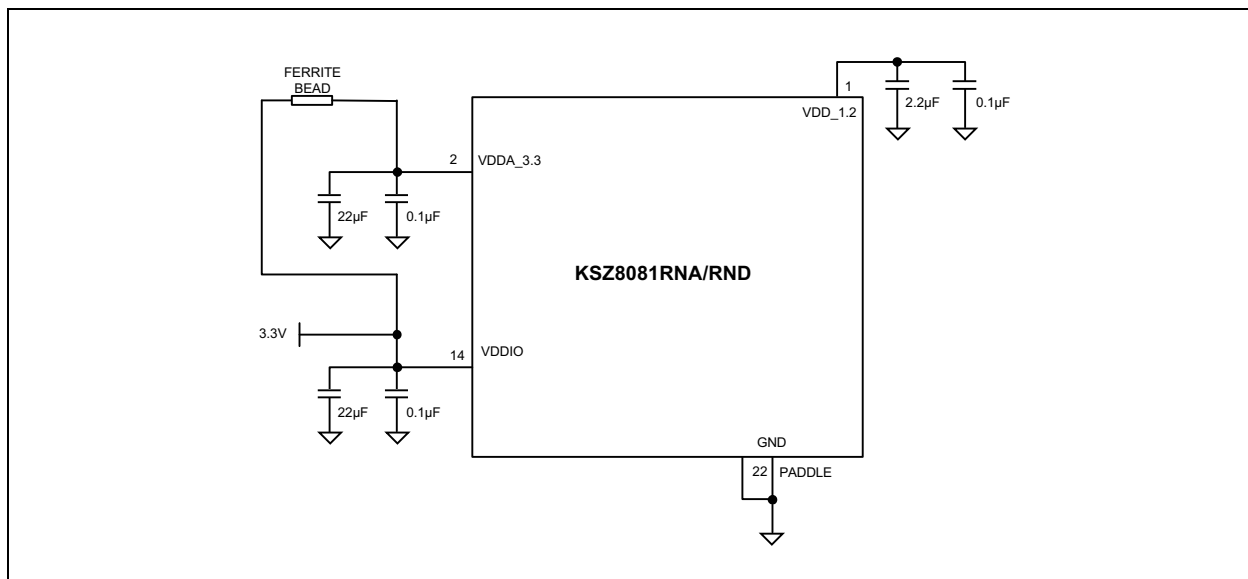 FERRITE
BEAD
1
VDD_1.2
2.2µF
0.1µF
2
VDDA_3.3
22µF
0.1µF
KSZ8081RNA/RND
3.3V
14
VDDIO
22µF
0.1µF
GND
22
PADDLE